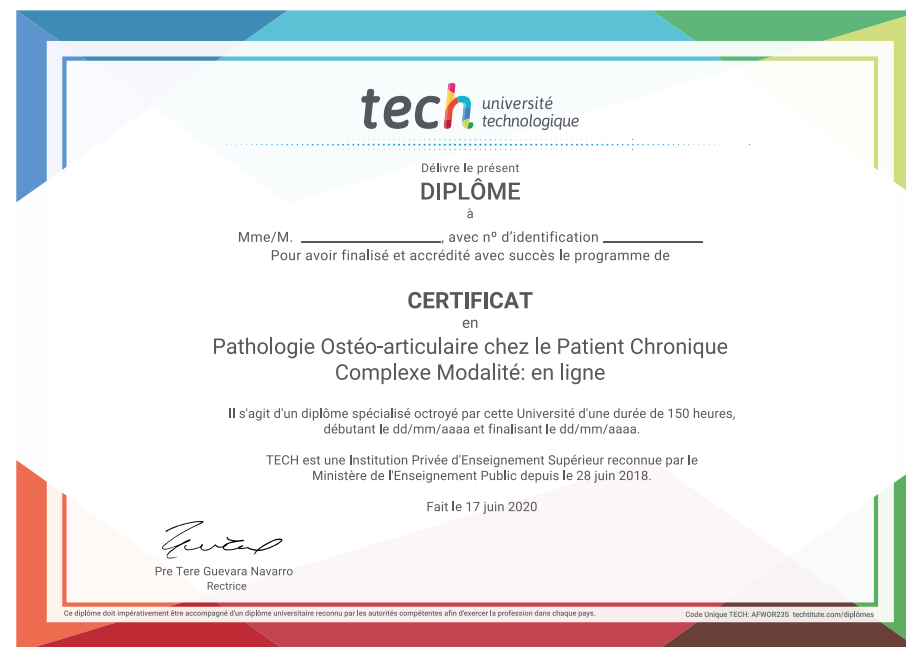 tech université
technologique
Délivre le présent
DIPLÔME
à
Mme/M. ____________________, avec nº d'identification ______________
Pour avoir finalisé et accrédité avec succès le programme de
CERTIFICAT
en
Pathologie Ostéo-articulaire chez le Patient Chronique
Complexe Modalité: en ligne
Il s'agit d'un diplôme spécialisé octroyé par cette Université d'une durée de 150 heures,
débutant le dd/mm/aaaa et finalisant le dd/mm/aaaa.
TECH est une Institution Privée d'Enseignement Supérieur reconnue par le
Ministère de l'Enseignement Public depuis le 28 juin 2018.
Fait le 17 juin 2020
Pre Tere Guevara Navarro
Rectrice
Ce diplôme doit impérativement être accompagné d'un diplôme universitaire reconnu par les autorités compétentes afin d'exercer la profession dans chaque pays.
Code Unique TECH: AFWOR23S techtitute.com/diplômes